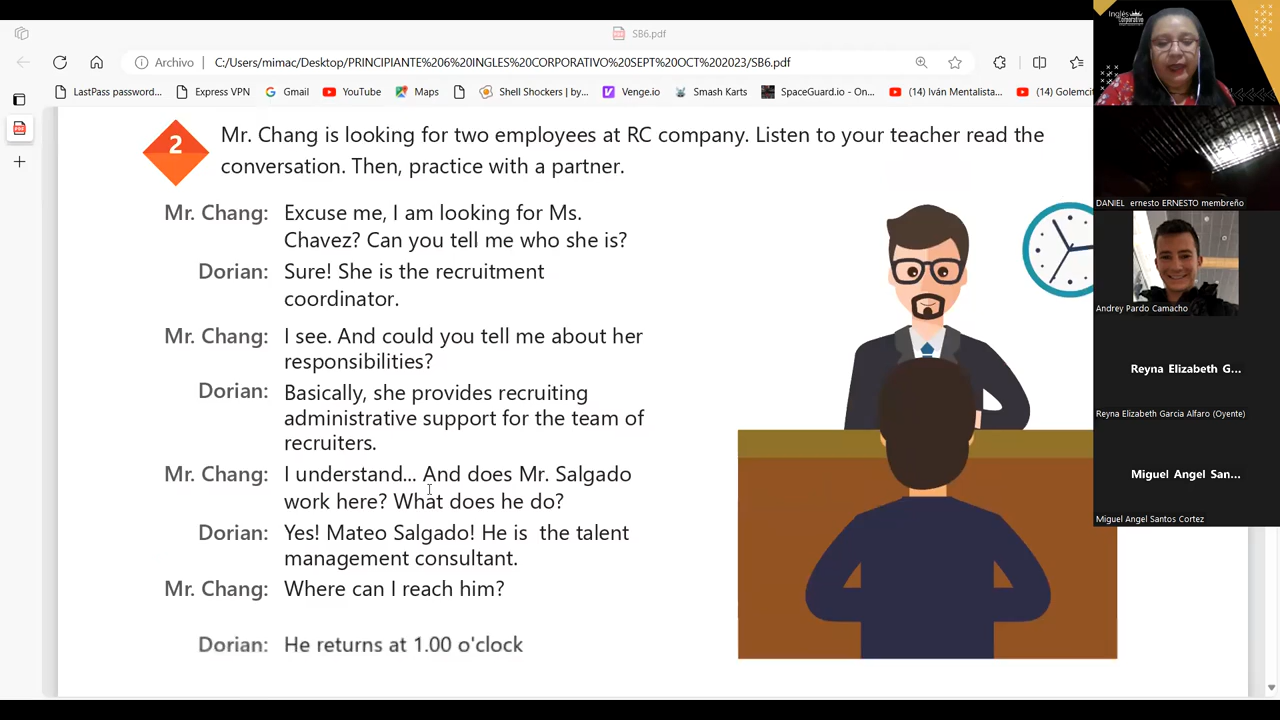 SB6.pdf
Archivo
C:/Users/mimac/Desktop/PRINCIPIANTE%206%20INGLES%20CORPORATIVO%20SEPT%20OCT%202023/SB6.pdf
LastPass password...
Express VPN
Gmail
YouTube
Maps
Shell Shockers | by...
Venge.io
Smash Karts
SpaceGuard.io - On...
(14) Iván Mentalista...
(14) Golemcit
2
Mr. Chang is looking for two employees at RC company. Listen to your teacher read the
conversation. Then, practice with a partner.
Mr. Chang: Excuse me, I am looking for Ms.
Chavez? Can you tell me who she is?
Dorian: Sure! She is the recruitment
coordinator.
Mr. Chang: I see. And could you tell me about her
responsibilities?
Dorian: Basically, she provides recruiting
administrative support for the team of
recruiters.
Mr. Chang: I understand... And does Mr. Salgado
work here? What does he do?
Dorian: Yes! Mateo Salgado! He is the talent
management consultant.
Mr. Chang: Where can I reach him?
Dorian: He returns at 1.00 o'clock
Inglés
Corporativo
DANIEL ernesto ERNESTO membreño
Andrey Pardo Camacho
Reyna Elizabeth G...
Reyna Elizabeth Garcia Alfaro (Oyente)
Miguel Angel San...
Miguel Angel Santos Cortez